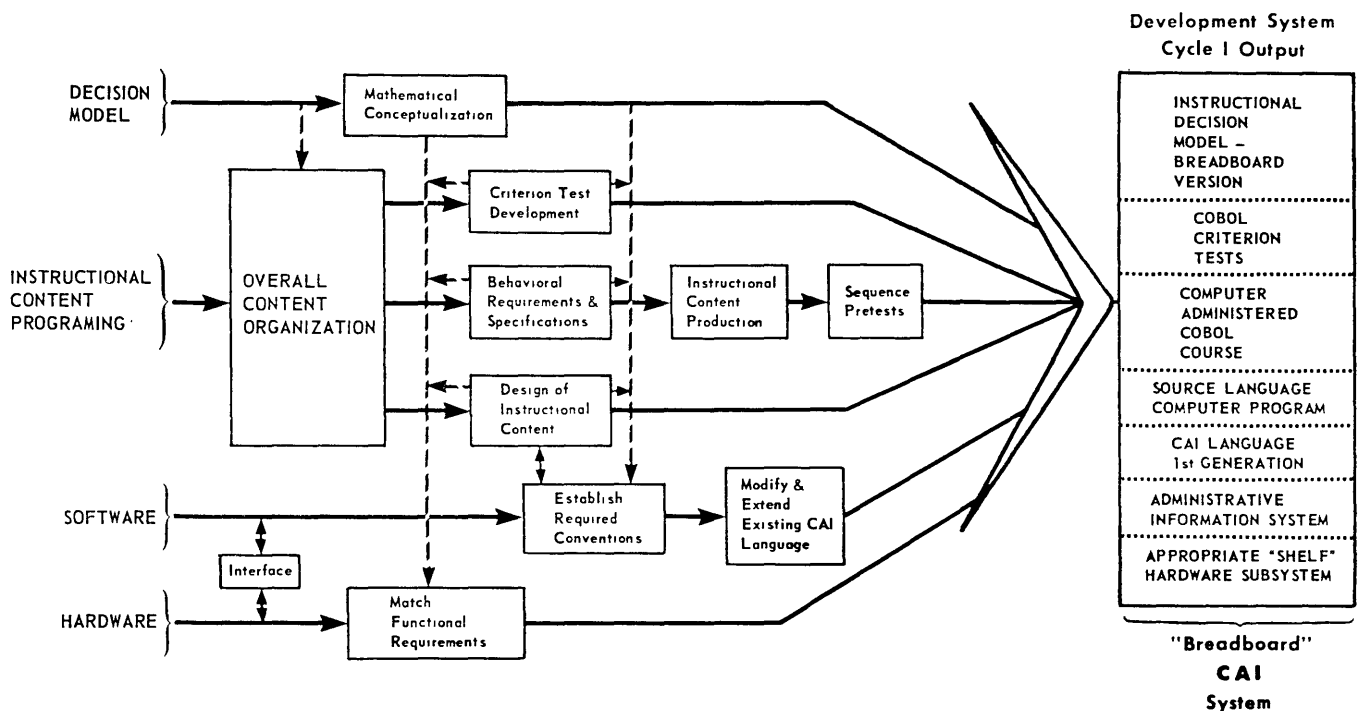 Development System
Cycle I Output
DECISION
MODEL
Mathematical
Conceptualization
INSTRUCTIONAL
DECISION
MODEL –
BREADBOARD
VERSION
Criterion Test
Development
COBOL
CRITERION
TESTS
INSTRUCTIONAL
CONTENT
PROGRAMING
OVERALL
CONTENT
ORGANIZATION
Behavioral
Requirements &
Specifications
Instructional
Content
Production
Sequence
Pretests
COMPUTER
ADMINISTERED
COBOL
COURSE
Design of
Instructional
Content
SOURCE LANGUAGE
COMPUTER PROGRAM
CAI LANGUAGE
1st GENERATION
SOFTWARE
Establish
Required
Conventions
Modify &
Extend
Existing CAI
Language
ADMINISTRATIVE
INFORMATION SYSTEM
Interface
APPROPRIATE "SHELF"
HARDWARE SUBSYSTEM
HARDWARE
Match
Functional
Requirements
"Breadboard"
CAI
System